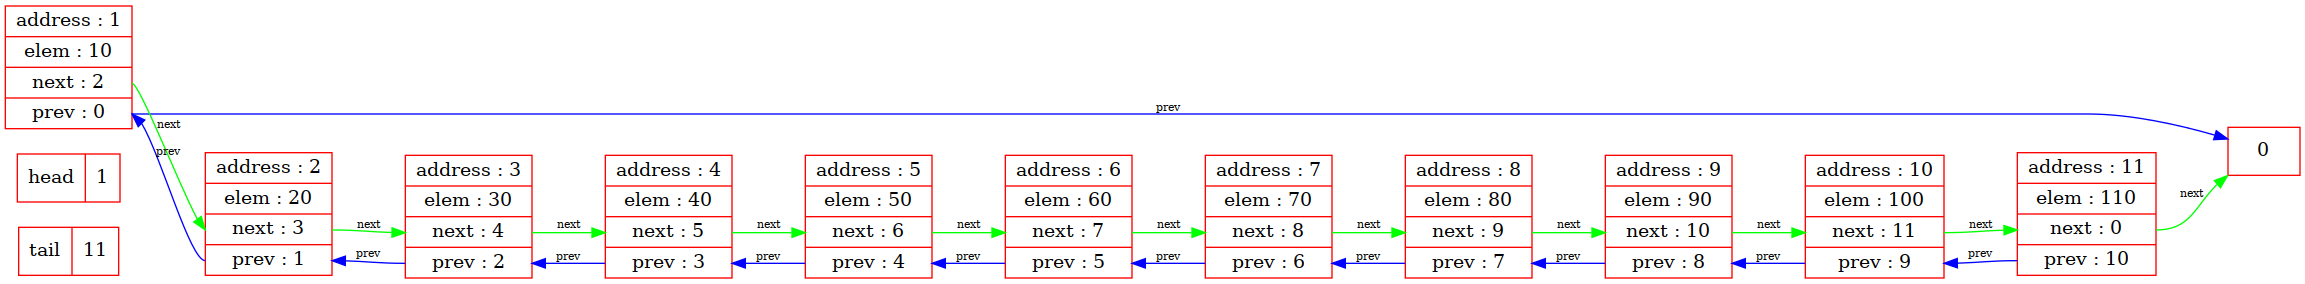 address : 1
elem : 10
next : 2
prev : 0
head 1
tail 11
next
prev
prev
address : 2
elem : 20
next : 3
prev : 1
next
prev
address : 3
elem : 30
next : 4
prev : 2
next
prev
address : 4
elem : 40
next : 5
prev : 3
next
prev
address : 5
elem : 50
next : 6
prev : 4
next
prev
address : 6
elem : 60
next : 7
prev : 5
next
prev
address : 7
elem : 70
next : 8
prev : 6
next
prev
address : 8
elem : 80
next : 9
prev : 7
next
prev
address : 9
elem : 90
next : 10
prev : 8
next
prev
address : 10
elem : 100
next : 11
prev : 9
next
prev
address : 11
elem : 110
next : 0
prev : 10
next
0